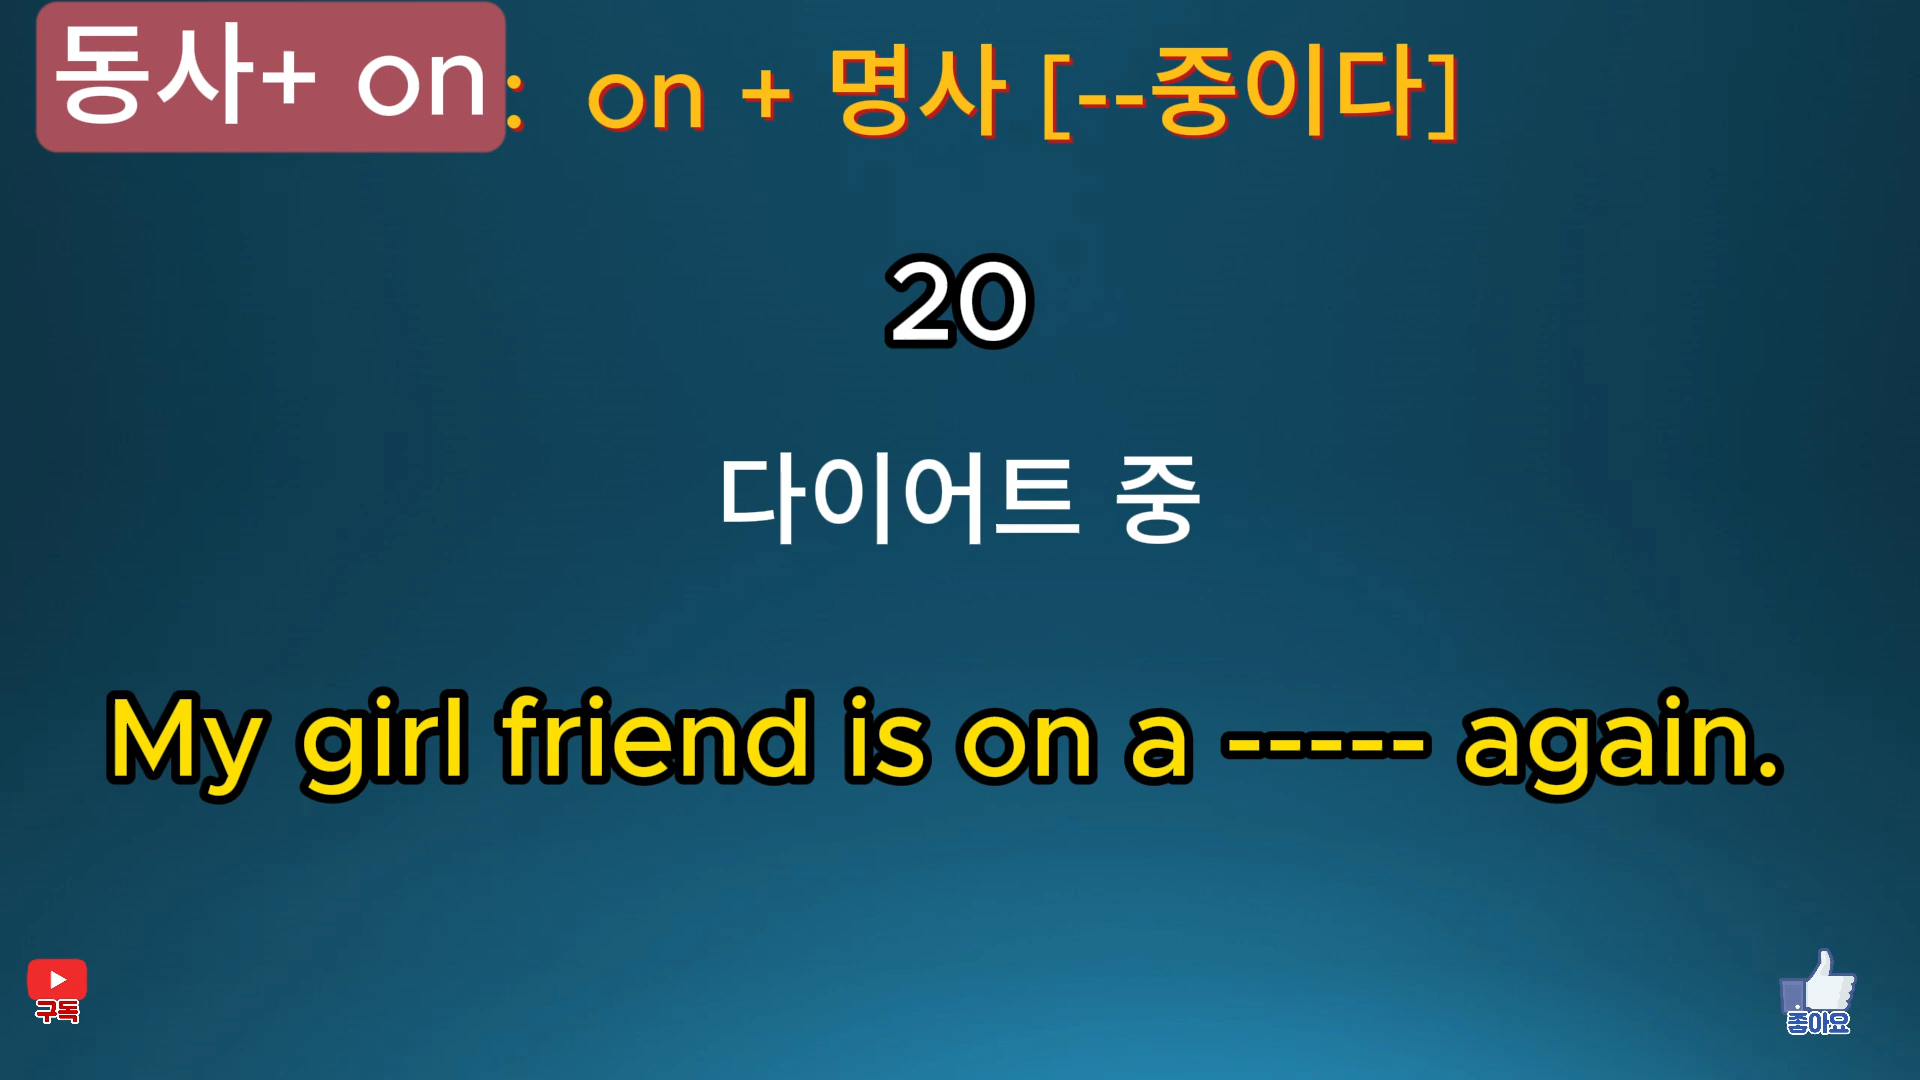 동사+ on : on + 명사 [--중이다]
20
다이어트 중
My girl friend is on a ----- again.
구독
좋아요